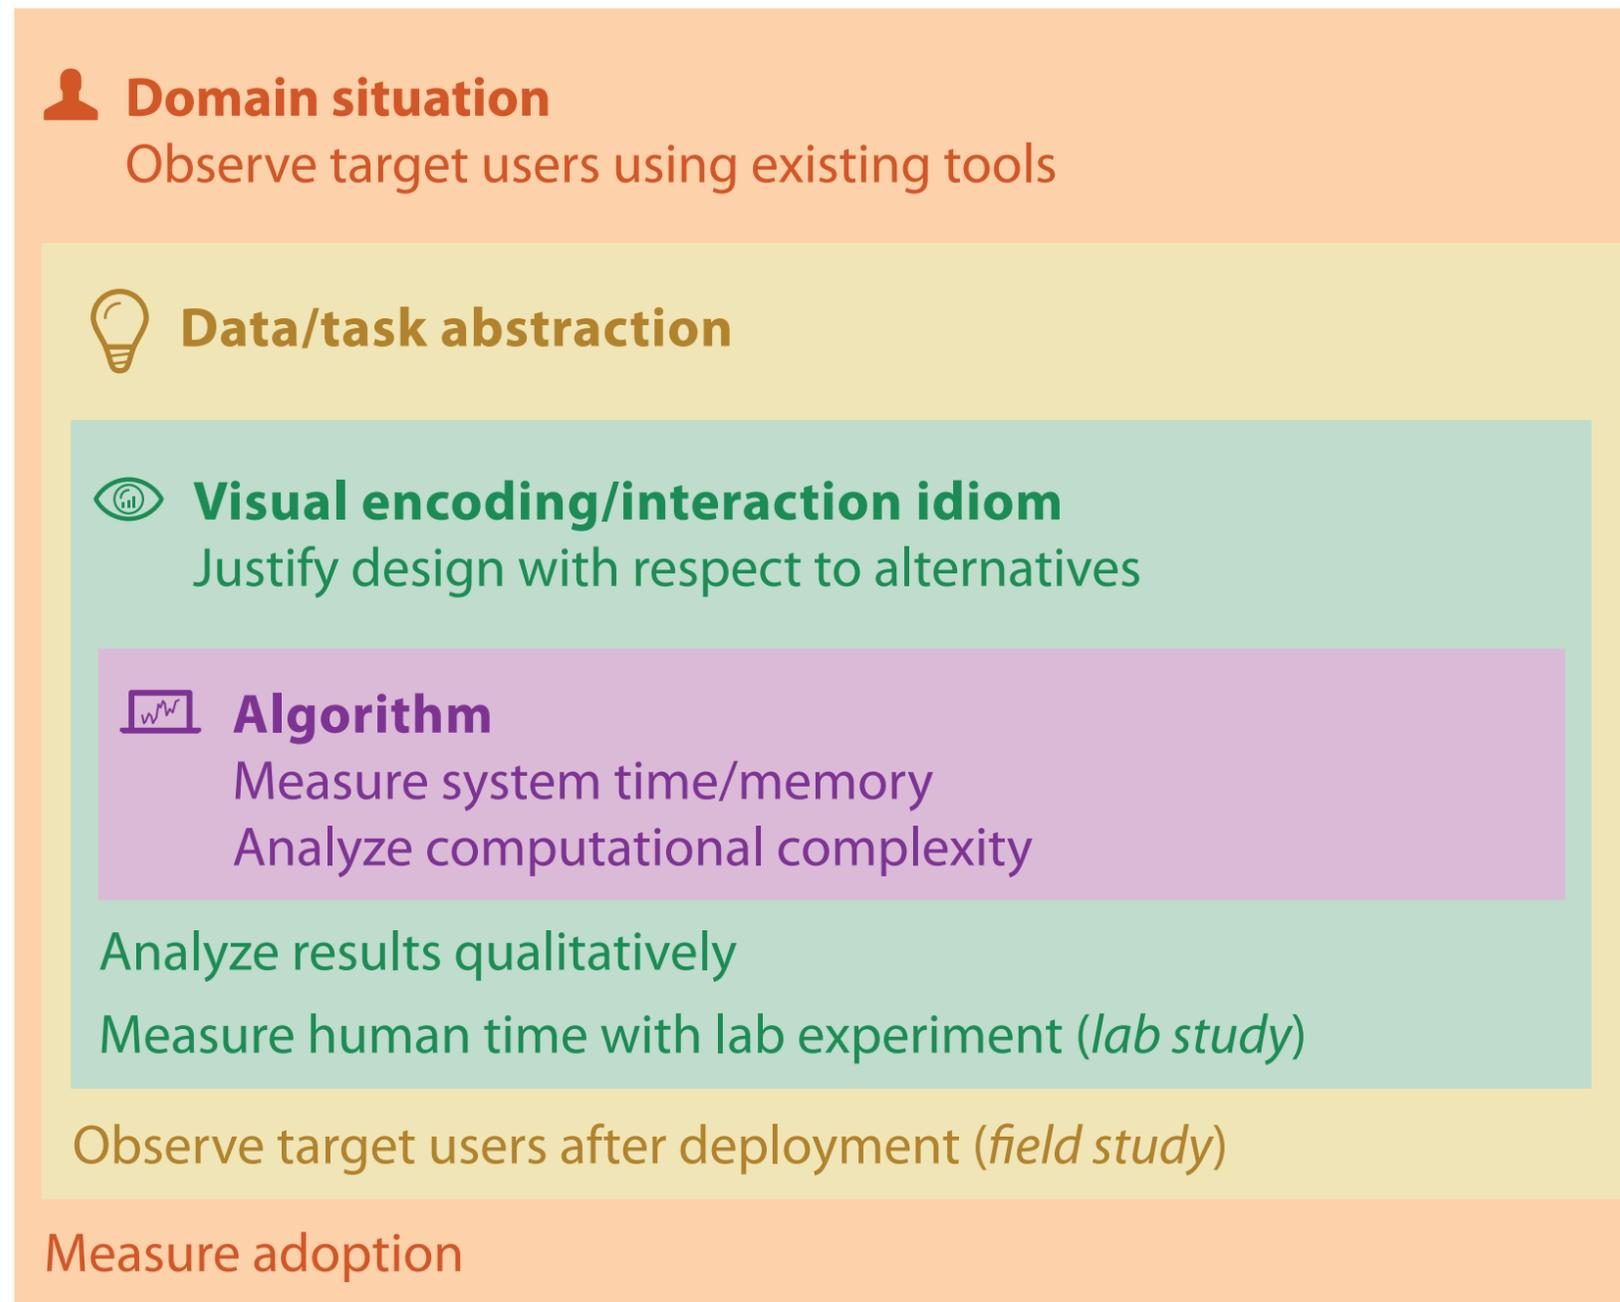 Domain situation
Observe target users using existing tools
Data/task abstraction
Visual encoding/interaction idiom
Justify design with respect to alternatives
Algorithm
Measure system time/memory
Analyze computational complexity
Analyze results qualitatively
Measure human time with lab experiment (lab study)
Observe target users after deployment (field study)
Measure adoption